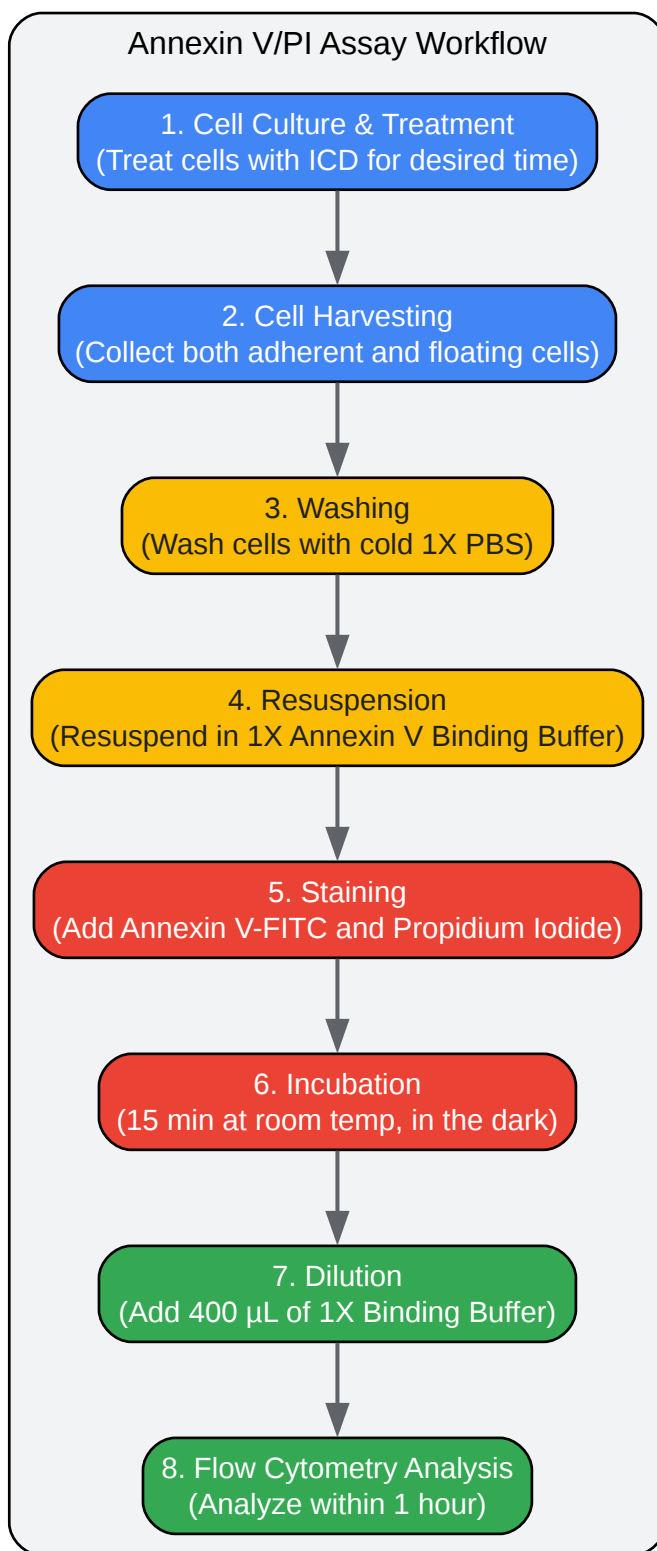 Annexin V/PI Assay Workflow
1. Cell Culture & Treatment
(Treat cells with ICD for desired time)
2. Cell Harvesting
(Collect both adherent and floating cells)
3. Washing
(Wash cells with cold 1X PBS)
4. Resuspension
(Resuspend in 1X Annexin V Binding Buffer)
5. Staining
(Add Annexin V-FITC and Propidium Iodide)
6. Incubation
(15 min at room temp, in the dark)
7. Dilution
(Add 400 µL of 1X Binding Buffer)
8. Flow Cytometry Analysis
(Analyze within 1 hour)